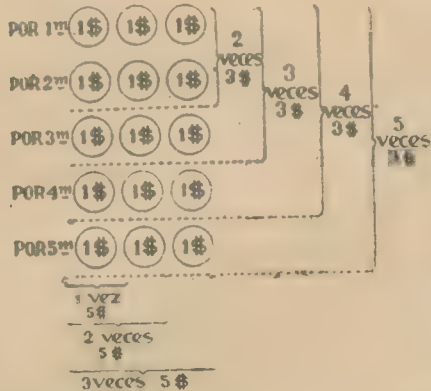 POR 1m 1$ 1$ 1$
POR 2m 1$ 1$ 1$
POR 3m 1$ 1$ 1$
POR 4m 1$ 1$ 1$
POR 5m 1$ 1$ 1$
2
veces
3$
3
veces
3$
4
veces
3$
5
veces
1 vez
5$
2 veces
5$
3 veces 5$